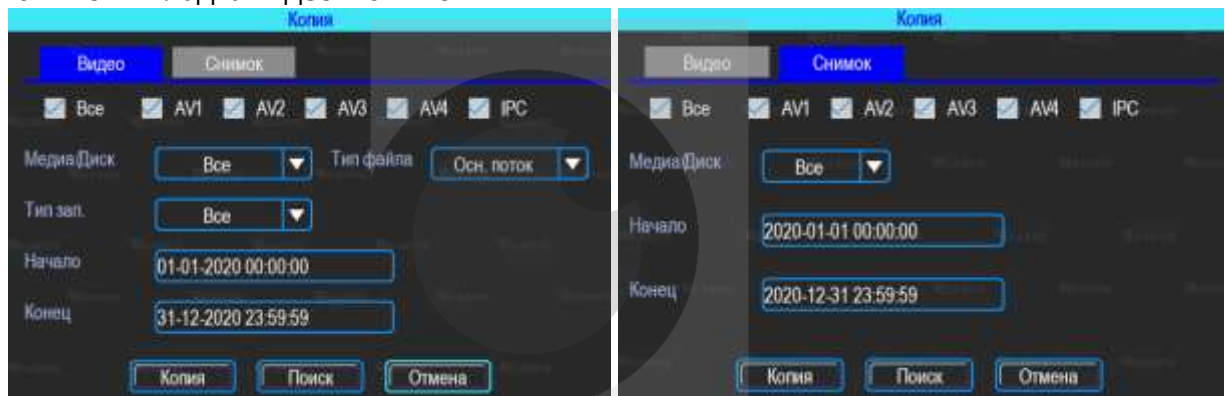 Копия
Видео Снимок
Все AV1 AV2 AV3 AV4 IPC
Медиа/Диск Все Тип файла Осн. поток
Тип зап. Все
Начало 01-01-2020 00:00:00
Конец 31-12-2020 23:59:59
Копия Поиск Отмена
Копия
Видео Снимок
Все AV1 AV2 AV3 AV4 IPC
Медиа/Диск Все
Начало 2020-01-01 00:00:00
Конец 2020-12-31 23:59:59
Копия Поиск Отмена